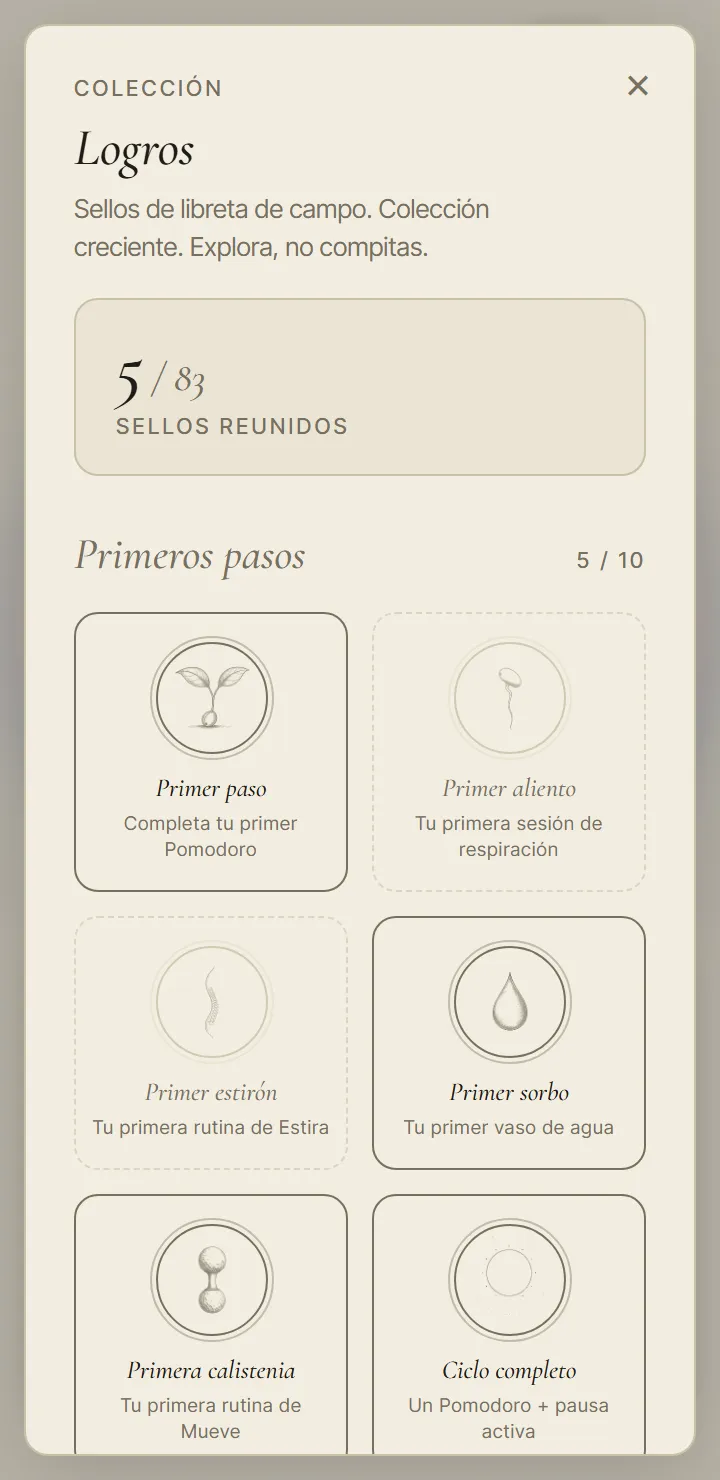 COLECCIÓN
✕
Logros
Sellos de libreta de campo. Colección
creciente. Explora, no compitas.
5 / 83
SELLOS REUNIDOS
Primeros pasos
5 / 10
Primer paso
Completa tu primer
Pomodoro
Primer aliento
Tu primera sesión de
respiración
Primer estirón
Tu primera rutina de Estira
Primer sorbo
Tu primer vaso de agua
Primera calistenia
Tu primera rutina de
Mueve
Ciclo completo
Un Pomodoro + pausa
activa